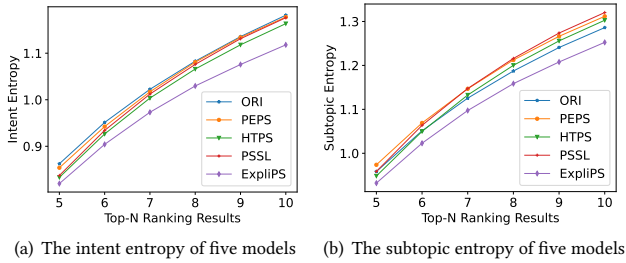 1.1
1.0
0.9
Intent Entropy
ORI
PEPS
HTPS
PSSL
ExpliPS
5 6 7 8 9 10
Top-N Ranking Results
(a) The intent entropy of five models
1.3
1.2
1.1
1.0
Subtopic Entropy
ORI
PEPS
HTPS
PSSL
ExpliPS
5 6 7 8 9 10
Top-N Ranking Results
(b) The subtopic entropy of five models